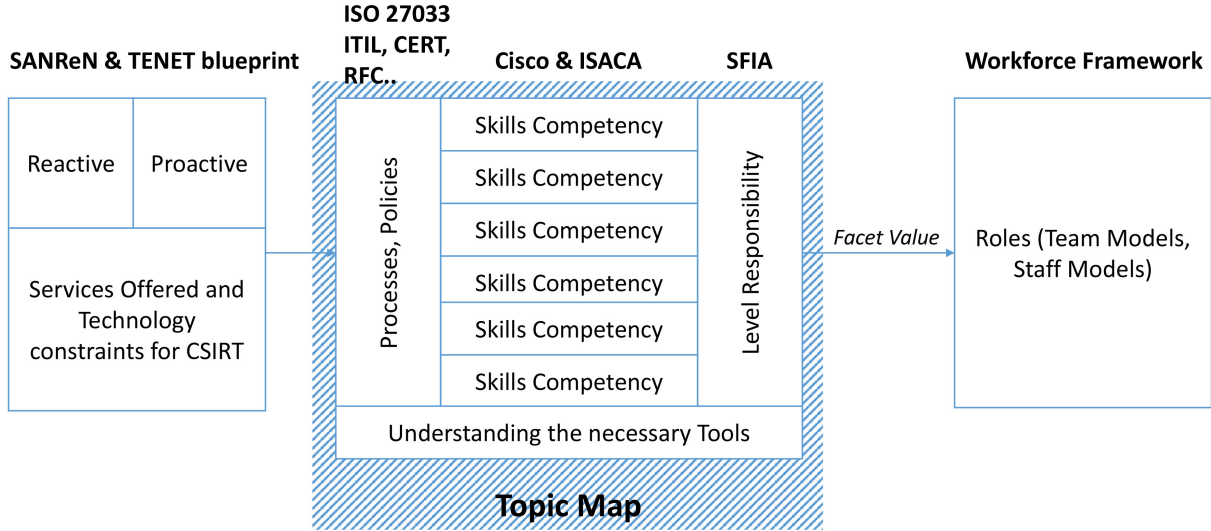 SANReN & TENET blueprint
Reactive
Proactive
Services Offered and
Technology
constraints for CSIRT
ISO 27033
ITIL, CERT,
RFC..
Cisco & ISACA
SFIA
Processes, Policies
Skills Competency
Skills Competency
Skills Competency
Skills Competency
Skills Competency
Skills Competency
Level Responsibility
Understanding the necessary Tools
Topic Map
Facet Value
Workforce Framework
Roles (Team Models,
Staff Models)